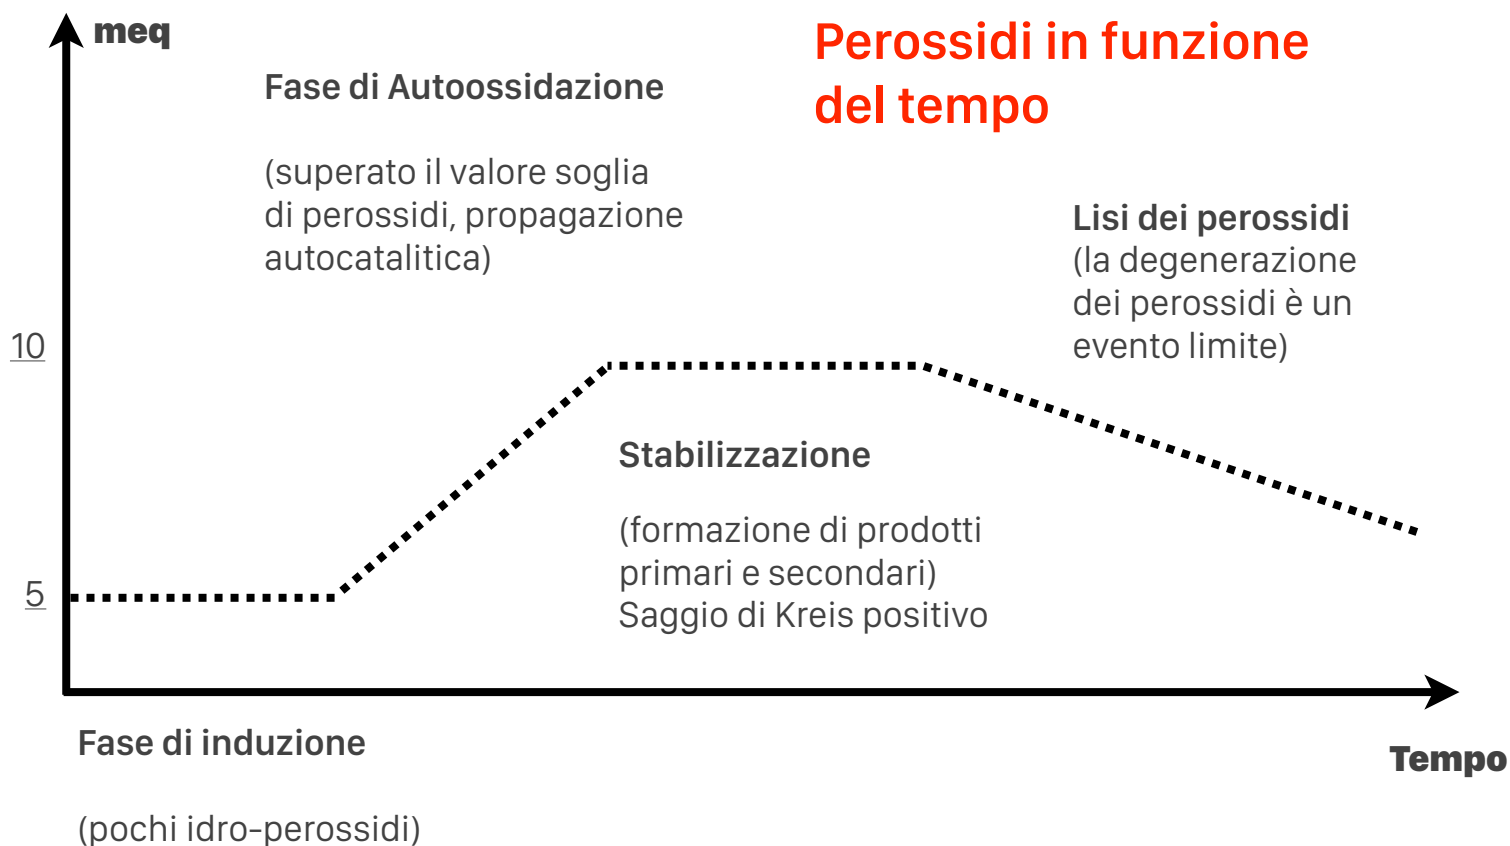 meq
Perossidi in funzione
del tempo
Fase di Autoossidazione
(superato il valore soglia
di perossidi, propagazione
autocatalitica)
Lisi dei perossidi
(la degenerazione
dei perossidi è un
evento limite)
10
Stabilizzazione
(formazione di prodotti
primari e secondari)
Saggio di Kreis positivo
5
Fase di induzione
(pochi idro-perossidi)
Tempo